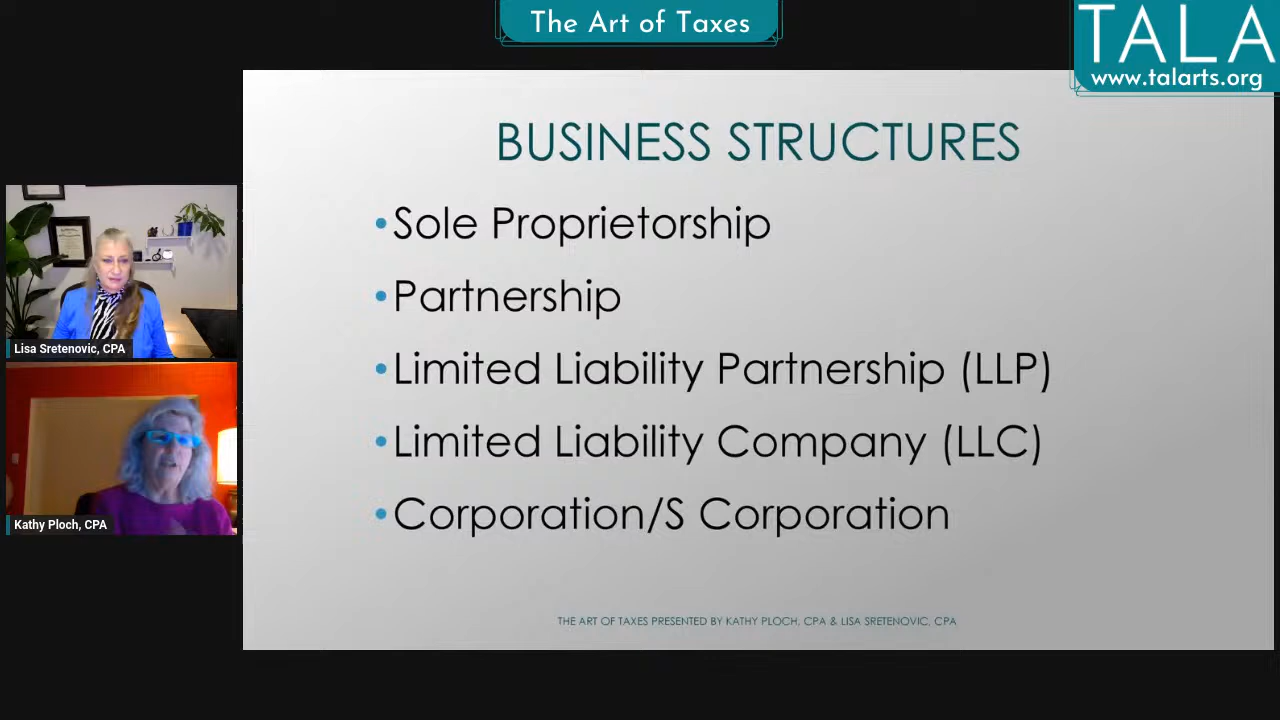 The Art of Taxes
TALA
www.talarts.org
BUSINESS STRUCTURES
•Sole Proprietorship
•Partnership
•Limited Liability Partnership (LLP)
•Limited Liability Company (LLC)
•Corporation/S Corporation
THE ART OF TAXES PRESENTED BY KATHY PLOCH, CPA & LISA SRETENOVIC, CPA
Lisa Sretenovic, CPA
Kathy Ploch, CPA